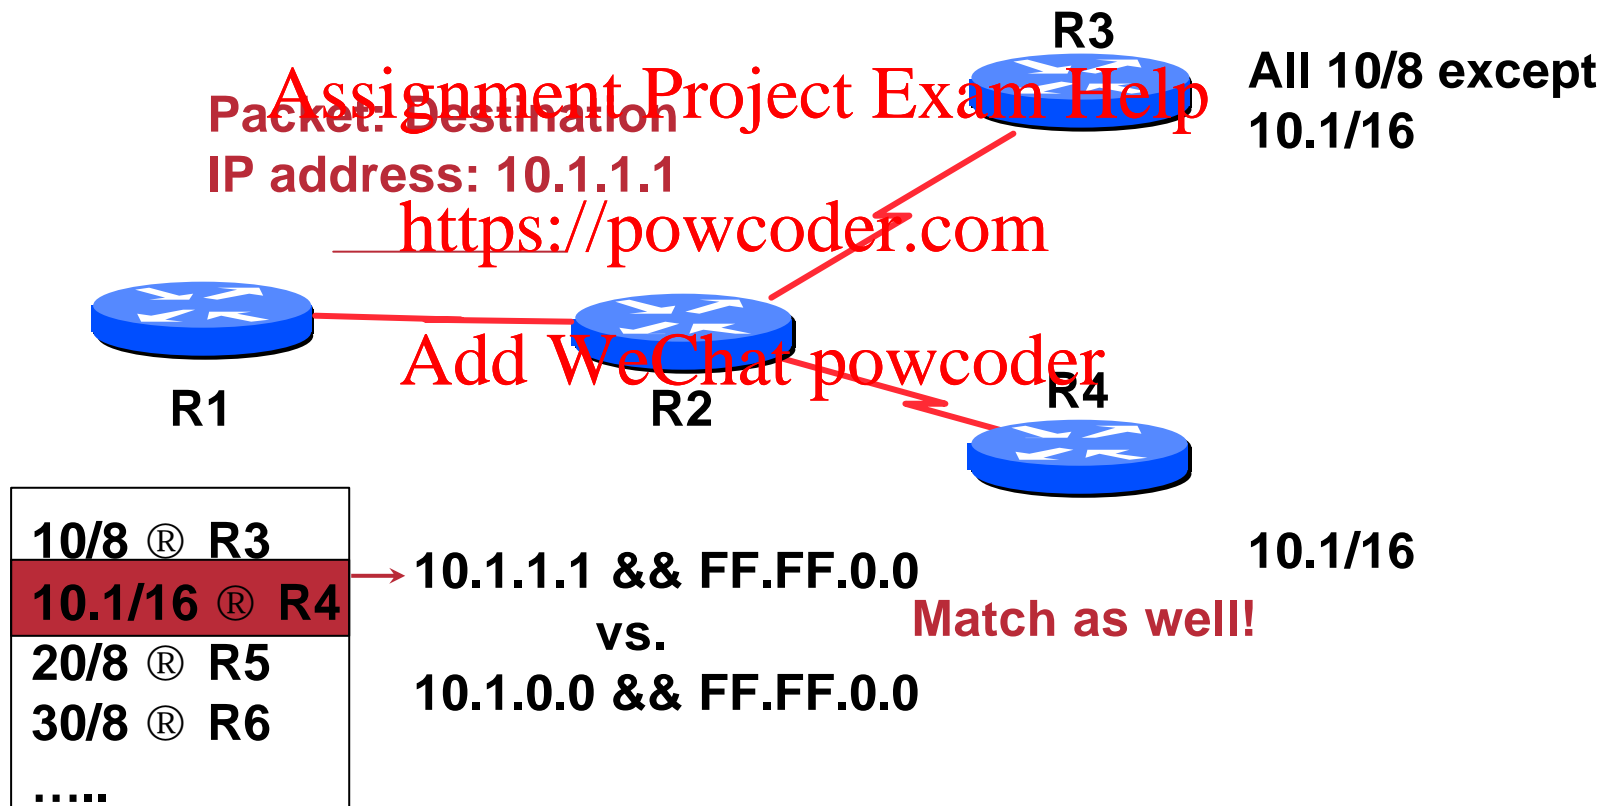 R3
All 10/8 except
10.1/16
Assignment Project Exam Help
Packet: Destination
IP address: 10.1.1.1
https://powcoder.com
Add WeChat powcoder
R1
R2
R4
10/8 ® R3
10.1/16 ® R4
20/8 ® R5
30/8 ® R6
…..
10.1.1.1 && FF.FF.0.0
vs.
10.1.0.0 && FF.FF.0.0
Match as well!
10.1/16